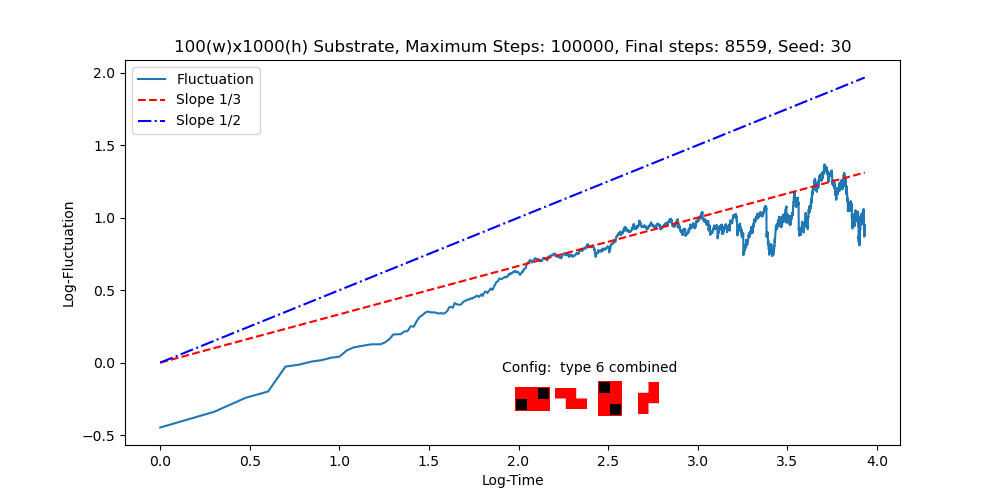 100(w)x1000(h) Substrate, Maximum Steps: 100000, Final steps: 8559, Seed: 30
Fluctuation
Slope 1/3
Slope 1/2
2.0
1.5
1.0
0.5
0.0
−0.5
Log-Fluctuation
Config:  type 6 combined
0.0 0.5 1.0 1.5 2.0 2.5 3.0 3.5 4.0
Log-Time